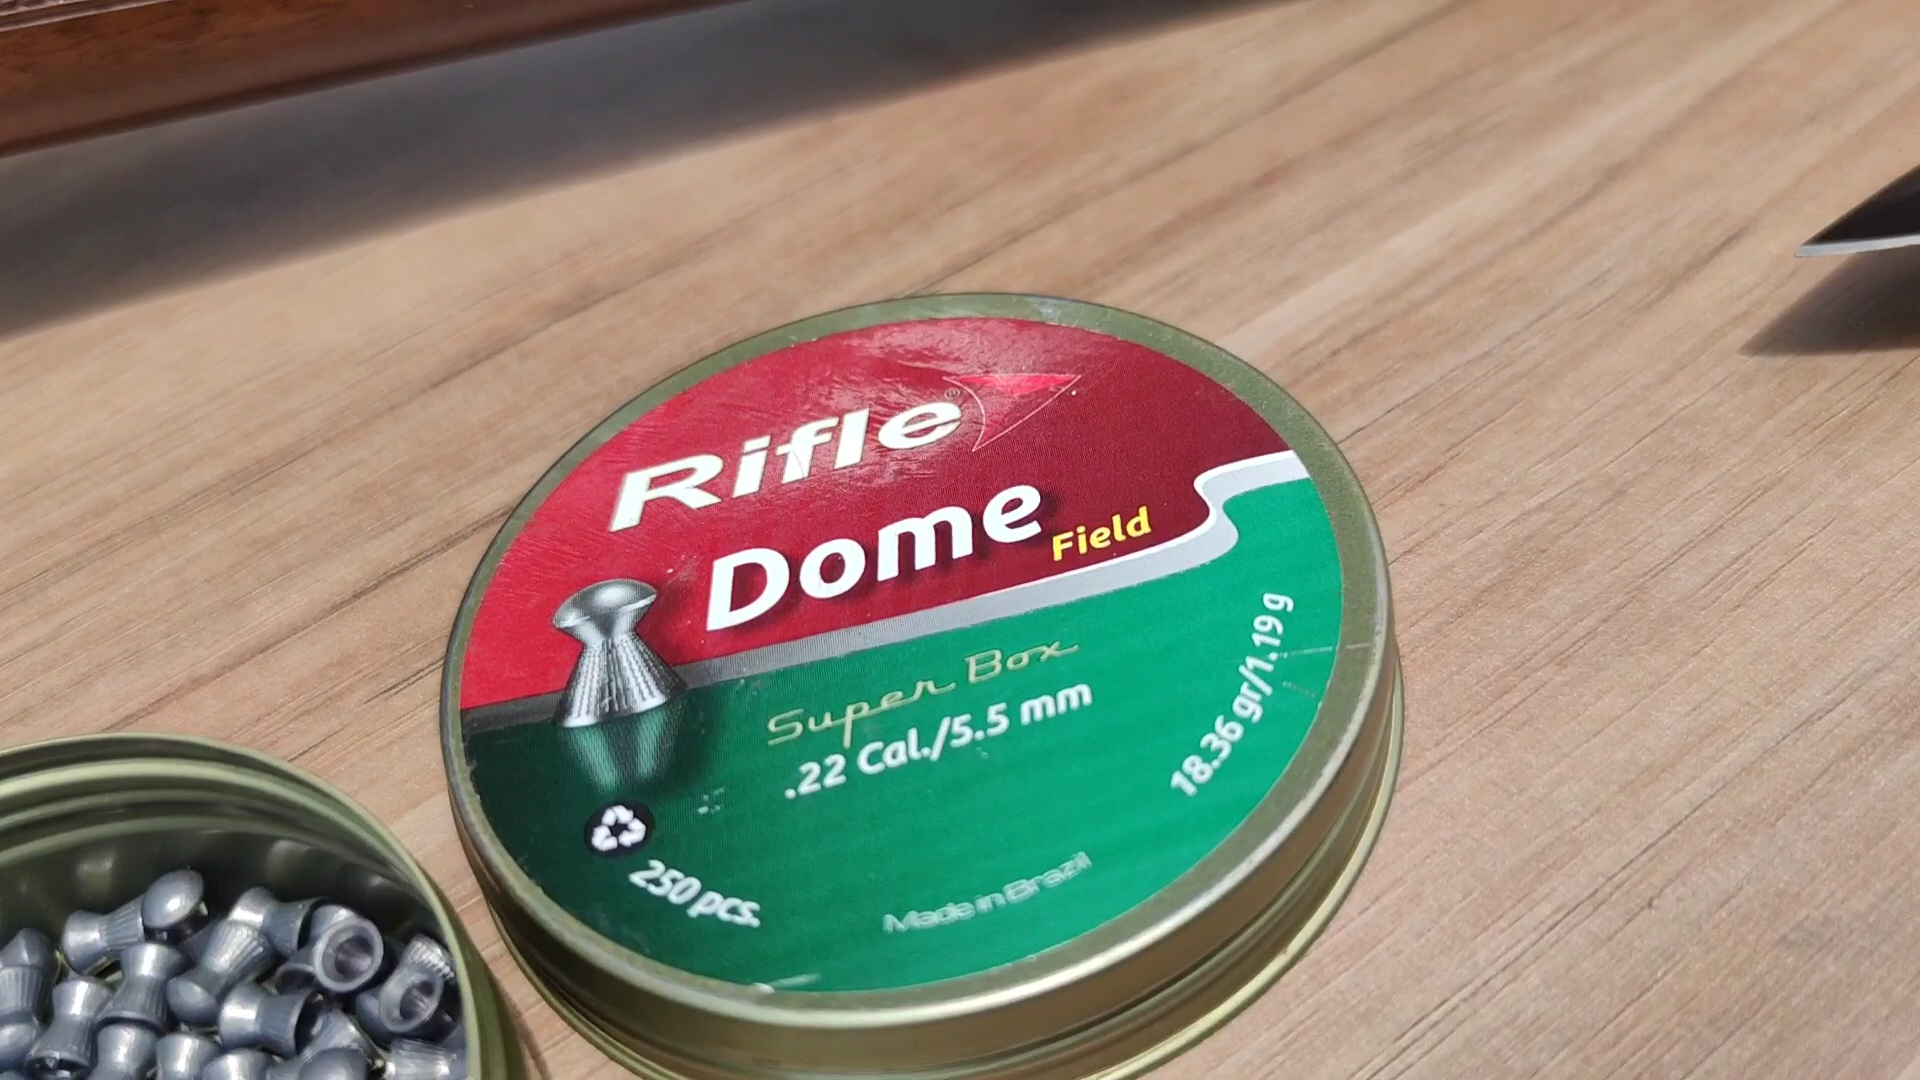 Rifle®
Dome
Field
Super Box
.22 Cal./5.5 mm
18.36 gr/1.19 g
250 pcs.
Made in Brazil